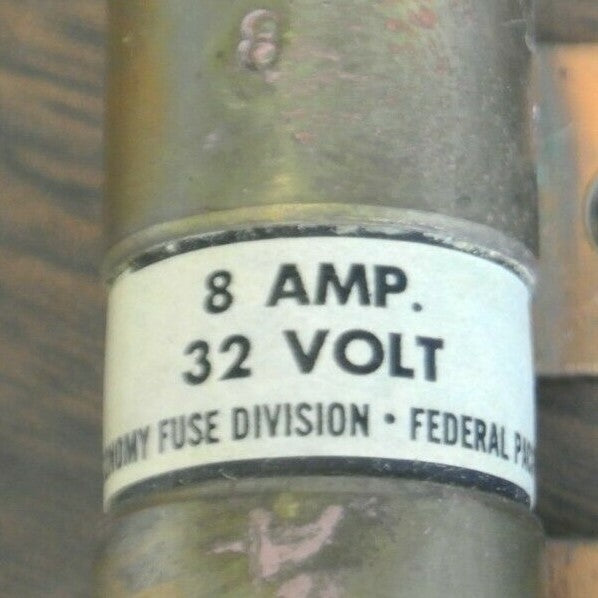 8
8 AMP.
32 VOLT
FUSE DIVISION • FEDERAL